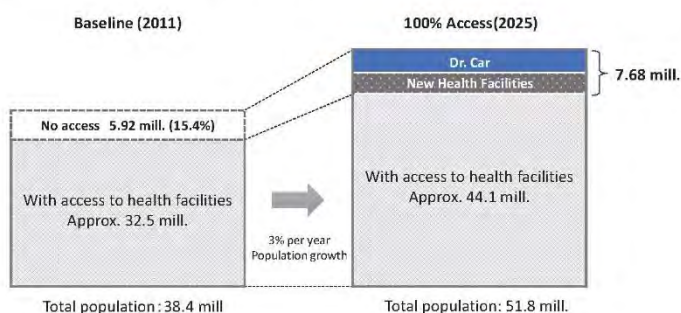 Baseline (2011)
100% Access(2025)
Dr. Car
New Health Facilities
7.68 mill.
No access 5.92 mill. (15.4%)
With access to health facilities
Approx. 32.5 mill.
3% per year
Population growth
With access to health facilities
Approx. 44.1 mill.
Total population: 38.4 mill
Total population: 51.8 mill.